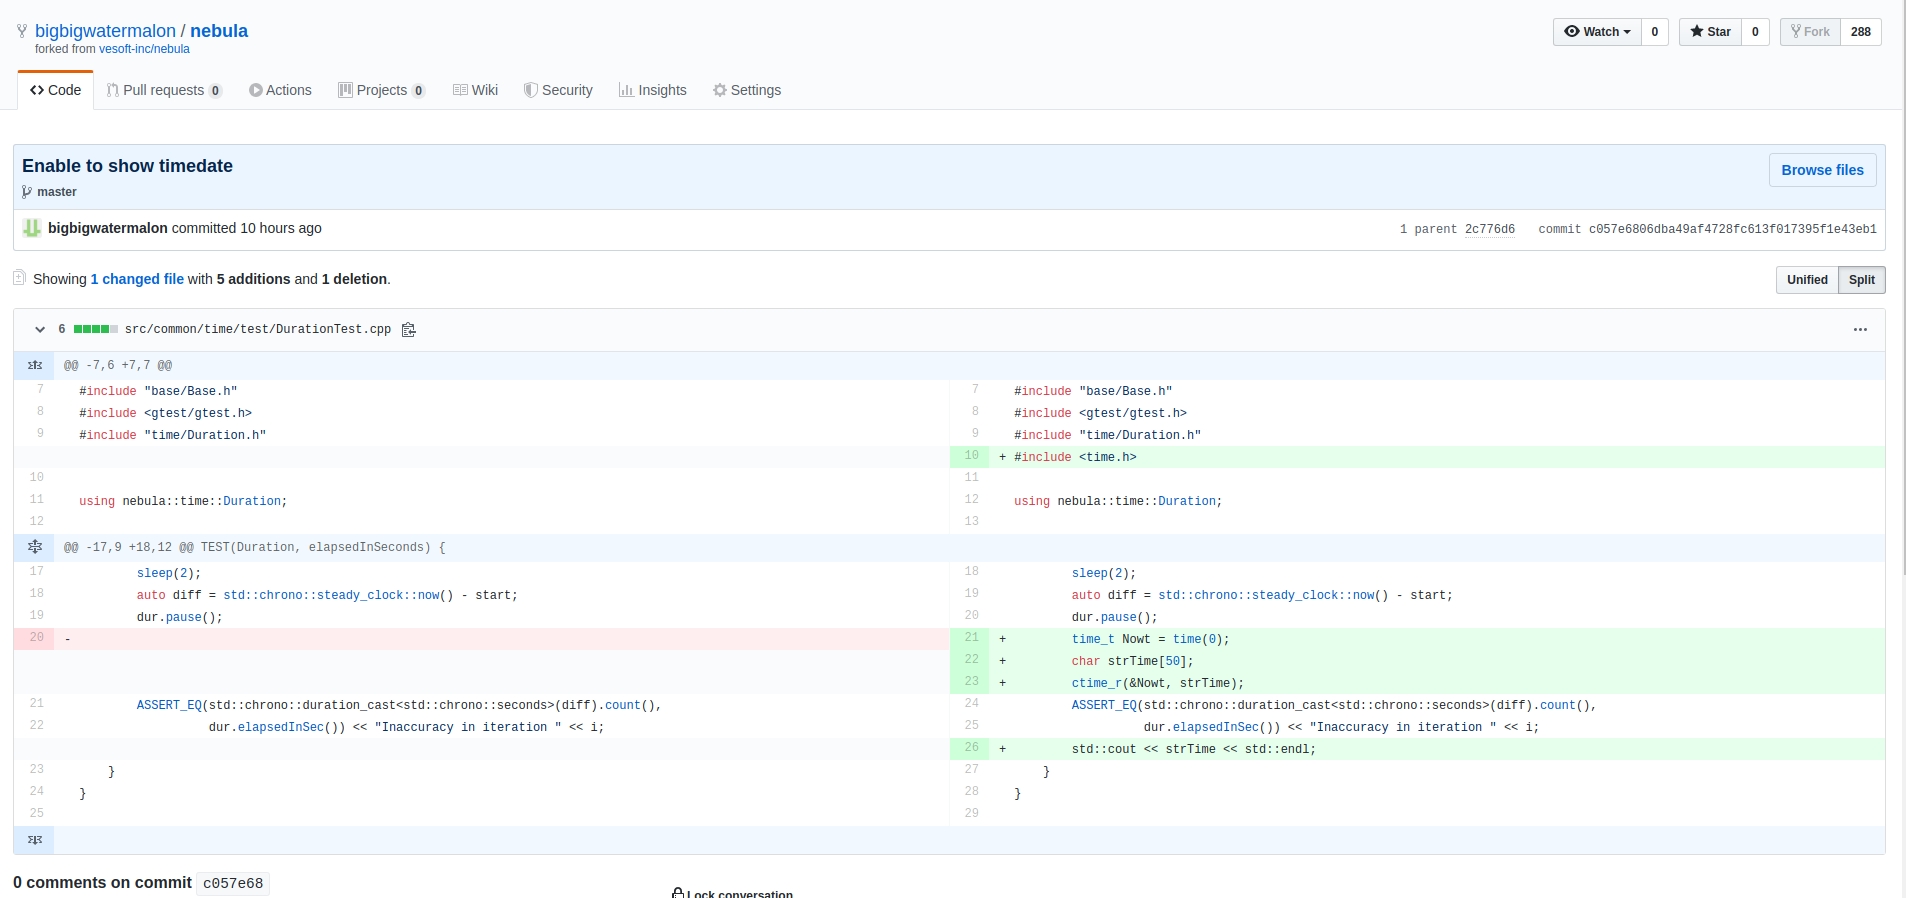 bigbigwatermalon / nebula
forked from vesoft-inc/nebula
Watch 0 Star 0 Fork 288
Code Pull requests 0 Actions Projects 0 Wiki Security Insights Settings
Enable to show timedate
Browse files
master
bigbigwatermalon committed 10 hours ago
1 parent 2c776d6 commit c057e6806dba49af4728fc613f017395f1e43eb1
Showing 1 changed file with 5 additions and 1 deletion.
Unified Split
6 src/common/time/test/DurationTest.cpp
@@ -7,6 +7,7 @@
7 #include "base/Base.h" 7 #include "base/Base.h"
8 #include <gtest/gtest.h> 8 #include <gtest/gtest.h>
9 #include "time/Duration.h" 9 #include "time/Duration.h"
10 + #include <time.h>
10 11
11 using nebula::time::Duration; 12 using nebula::time::Duration;
12 13
@@ -17,9 +18,12 @@ TEST(Duration, elapsedInSeconds) {
17 sleep(2); 18 sleep(2);
18 auto diff = std::chrono::steady_clock::now() - start; 19 auto diff = std::chrono::steady_clock::now() - start;
19 dur.pause(); 20 dur.pause();
20 - 21 + time_t Nowt = time(0);
22 + char strTime[50];
23 + ctime_r(&Nowt, strTime);
21 ASSERT_EQ(std::chrono::duration_cast<std::chrono::seconds>(diff).count(), 24 ASSERT_EQ(std::chrono::duration_cast<std::chrono::seconds>(diff).count(),
22 dur.elapsedInSec()) << "Inaccuracy in iteration " << i; 25 dur.elapsedInSec()) << "Inaccuracy in iteration " << i;
26 + std::cout << strTime << std::endl;
23 } 27 }
24 } 28 }
25 29
0 comments on commit c057e68
Lock conversation